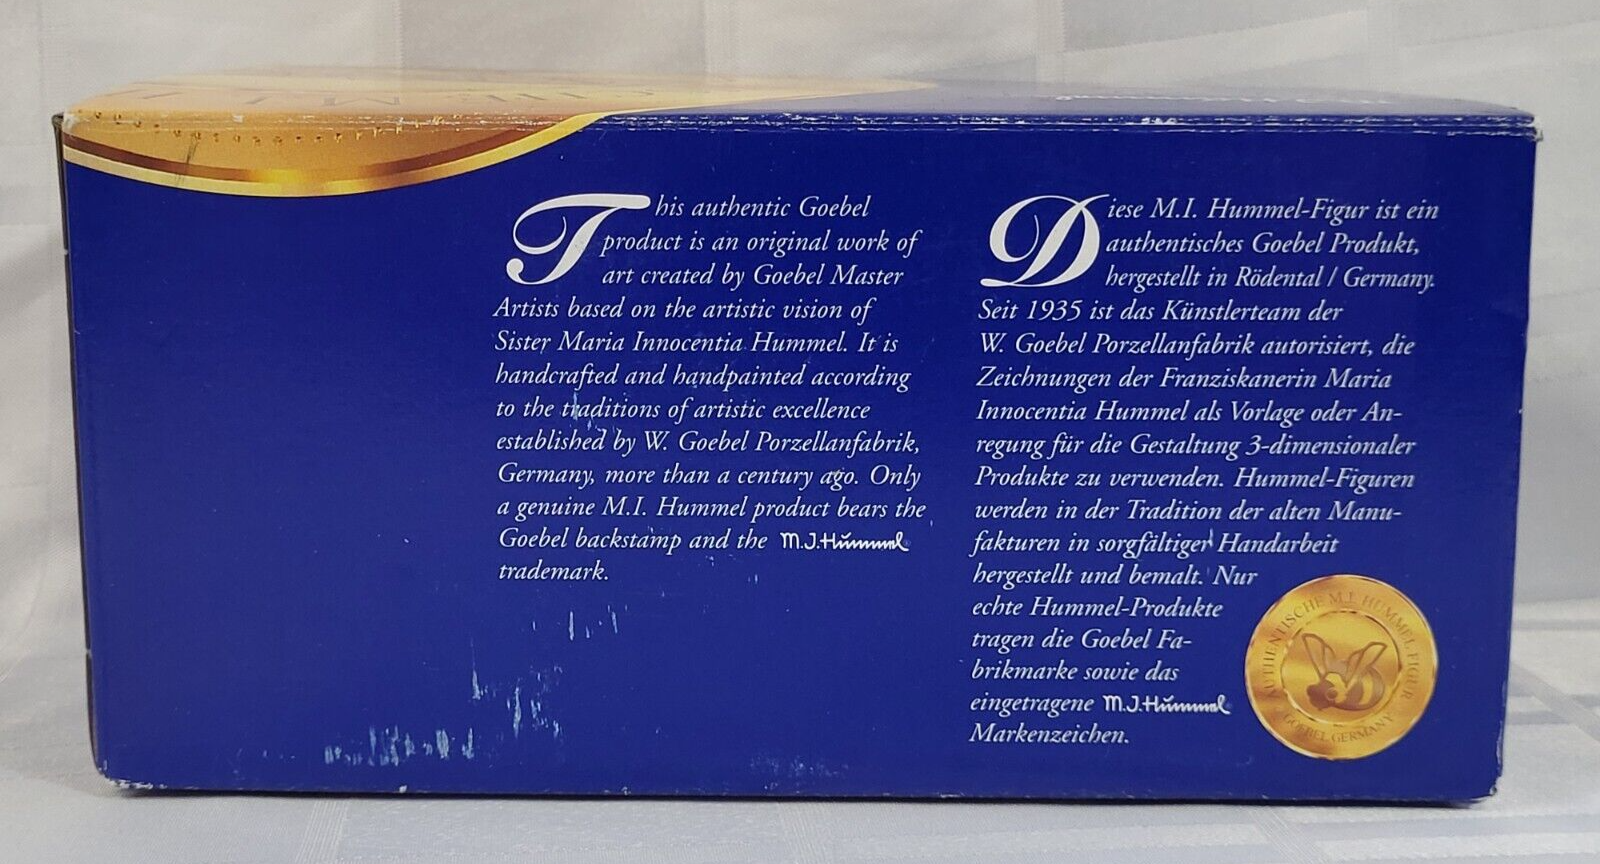 This authentic Goebel
product is an original work of
art created by Goebel Master
Artists based on the artistic vision of
Sister Maria Innocentia Hummel. It is
handcrafted and handpainted according
to the traditions of artistic excellence
established by W. Goebel Porzellanfabrik,
Germany, more than a century ago. Only
a genuine M.I. Hummel product bears the
Goebel backstamp and the M.J.Hümmel®
trademark.
Diese M.I. Hummel-Figur ist ein
authentisches Goebel Produkt,
hergestellt in Rödental / Germany.
Seit 1935 ist das Künstlerteam der
W. Goebel Porzellanfabrik autorisiert, die
Zeichnungen der Franziskanerin Maria
Innocentia Hummel als Vorlage oder An-
regung für die Gestaltung 3-dimensionaler
Produkte zu verwenden. Hummel-Figuren
werden in der Tradition der alten Manu-
fakturen in sorgfältiger Handarbeit
hergestellt und bemalt. Nur
echte Hummel-Produkte
tragen die Goebel Fa-
brikmarke sowie das
eingetragene M.J.Hümmel®
Markenzeichen.
AUTHENTISCHE M.I. HUMMEL FIGUR
GOEBEL GERMANY